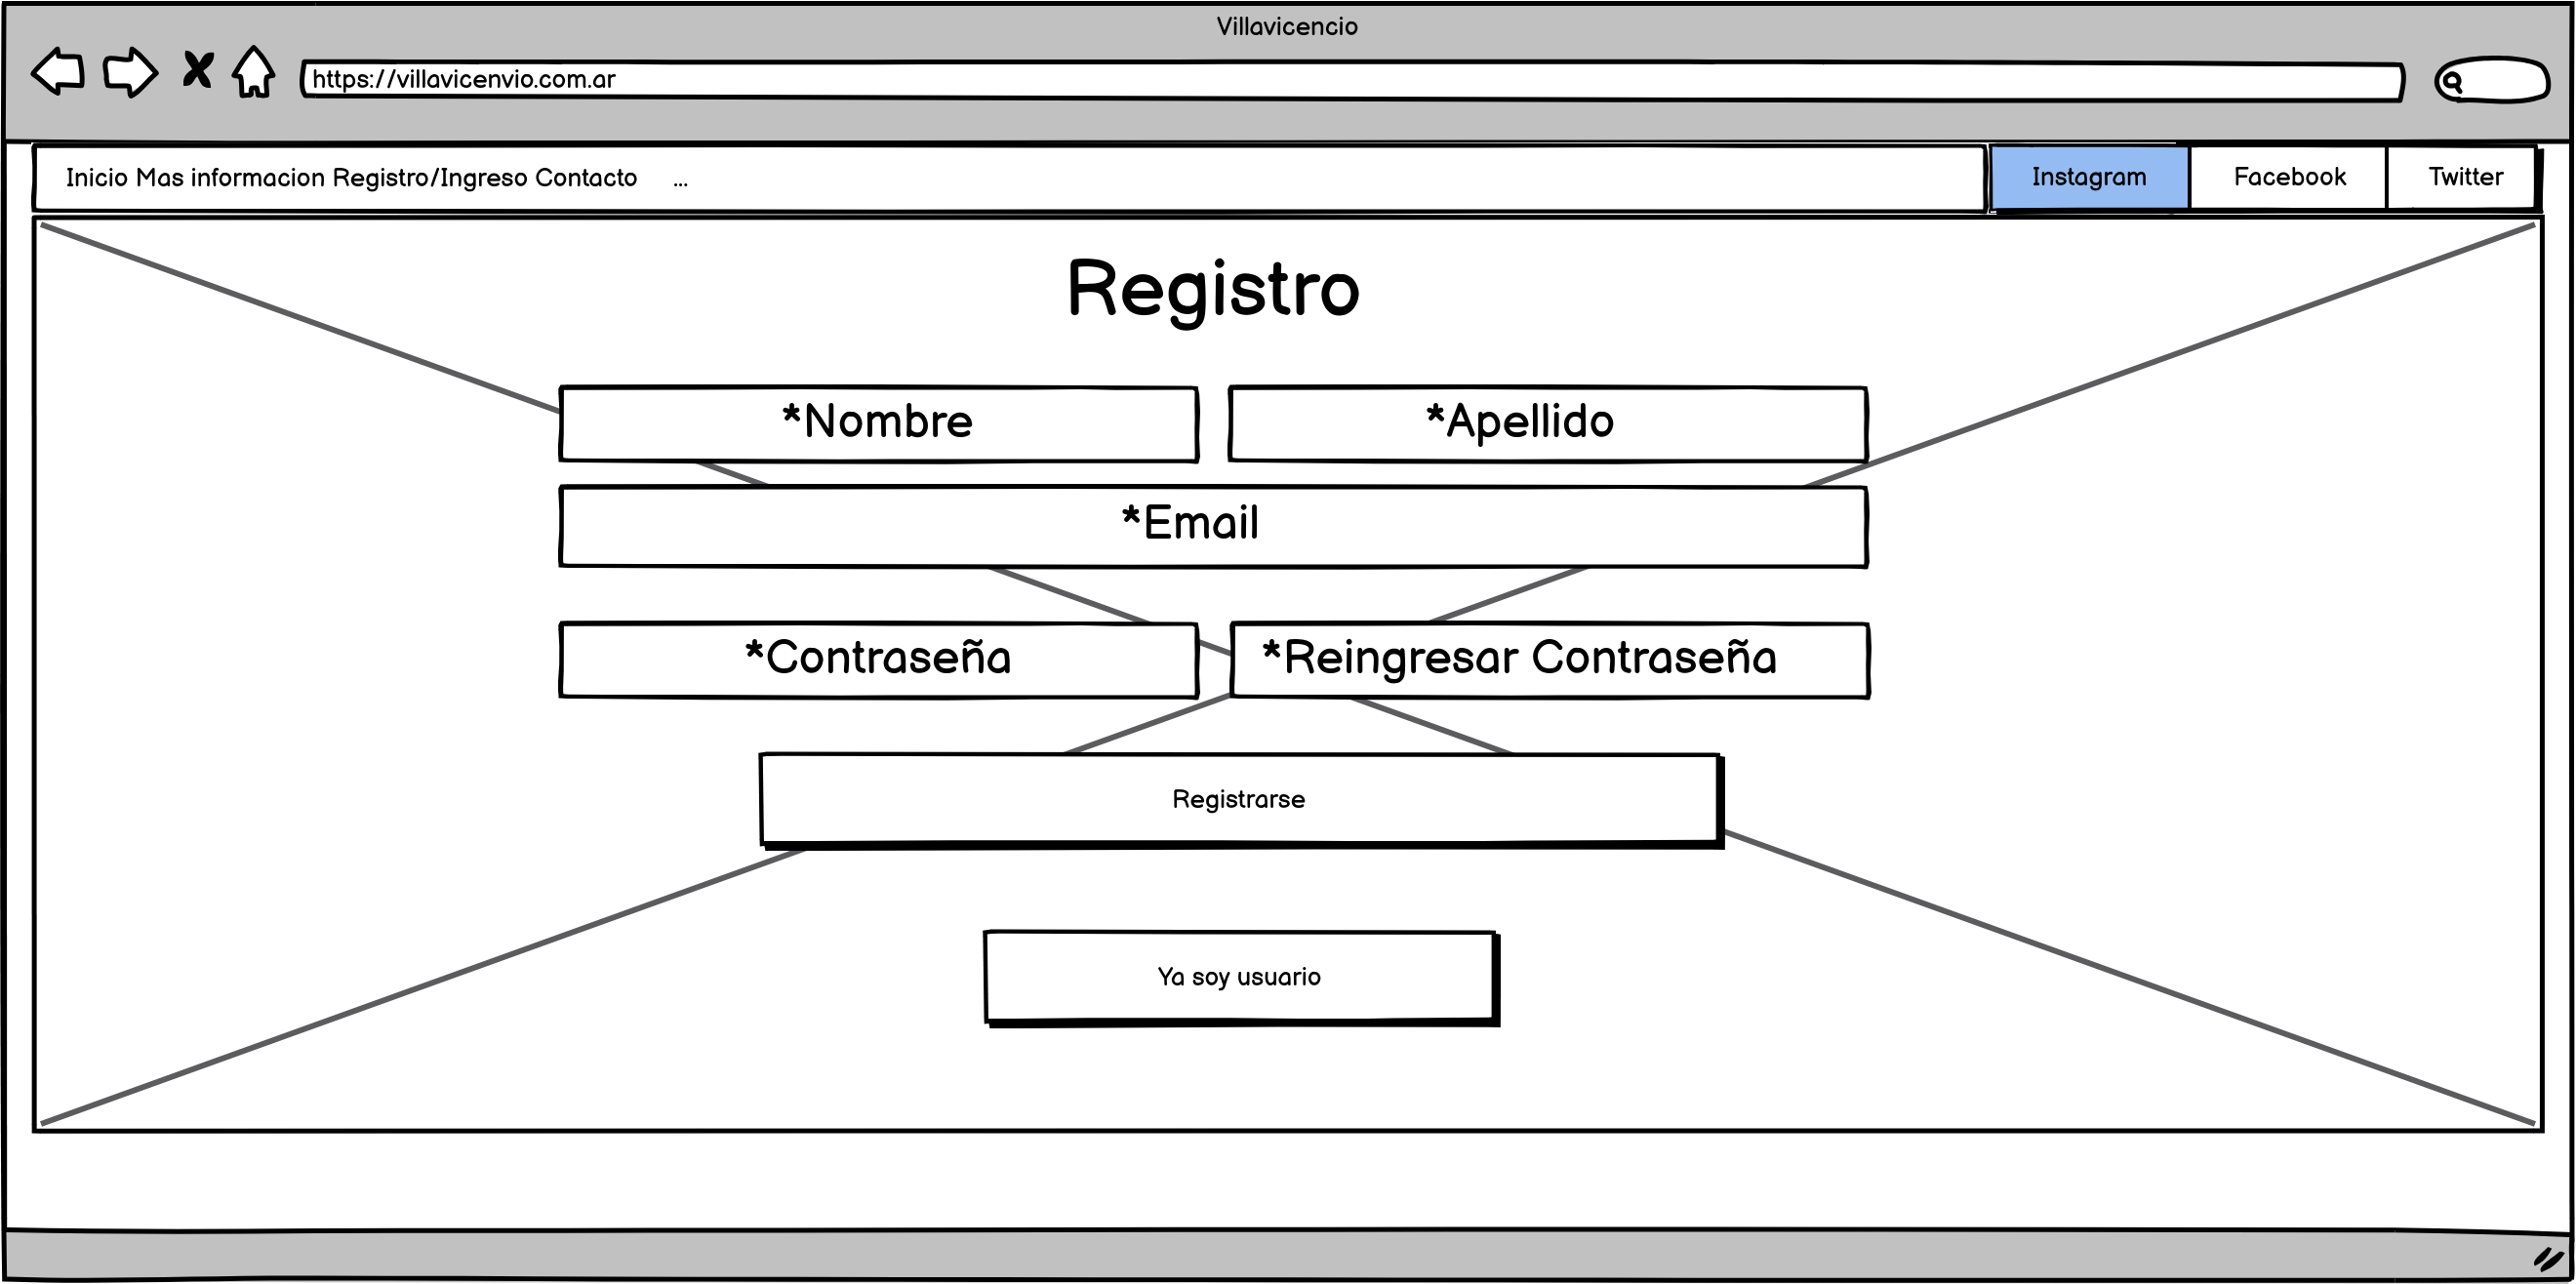 Villavicencio
https://villavicenvio.com.ar
Inicio Mas informacion Registro/Ingreso Contacto ...
Instagram
Facebook
Twitter
Registro
*Nombre
*Apellido
*Email
*Contraseña
*Reingresar Contraseña
Registrarse
Ya soy usuario